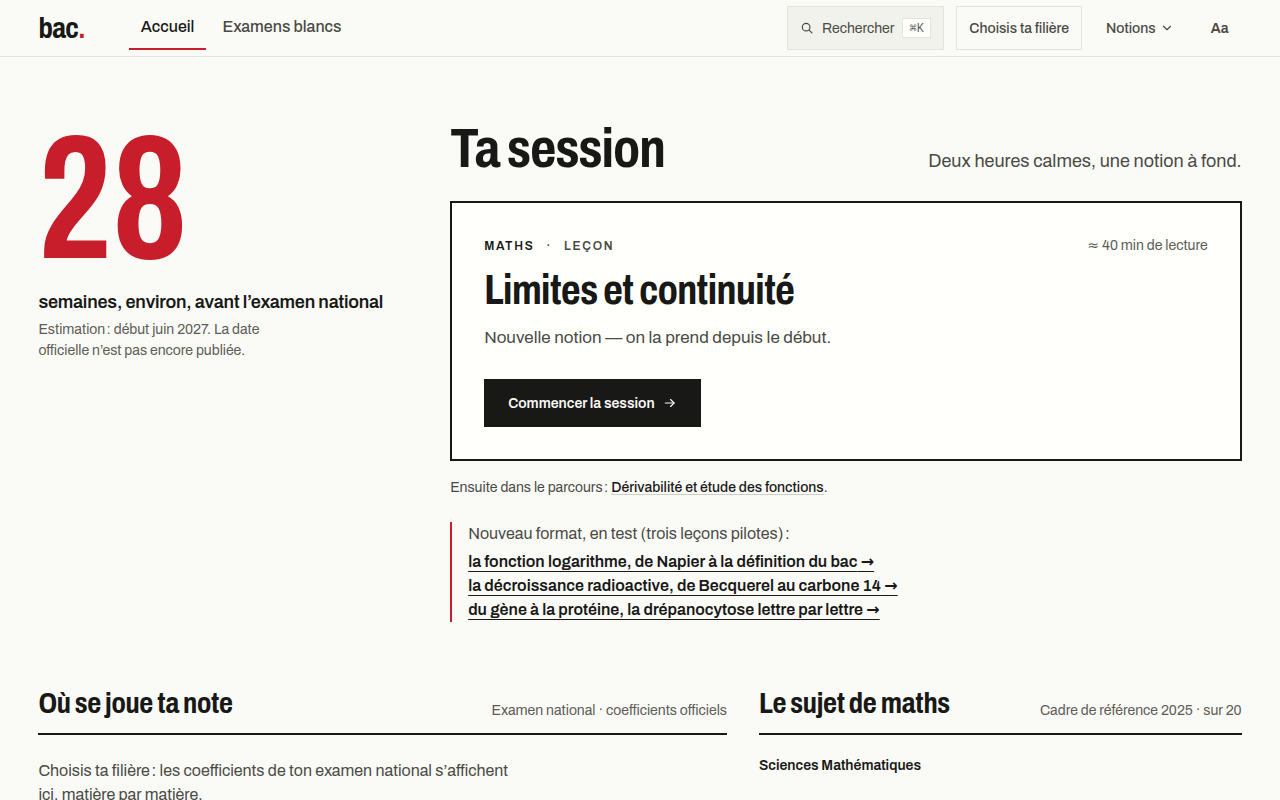 bac.
Accueil
Examens blancs
Rechercher ⌘K
Choisis ta filière
Notions
Aa
28
semaines, environ, avant l’examen national
Estimation : début juin 2027. La date
officielle n’est pas encore publiée.
Ta session
Deux heures calmes, une notion à fond.
MATHS · LEÇON
≈ 40 min de lecture
Limites et continuité
Nouvelle notion — on la prend depuis le début.
Commencer la session →
Ensuite dans le parcours : Dérivabilité et étude des fonctions.
Nouveau format, en test (trois leçons pilotes) :
la fonction logarithme, de Napier à la définition du bac →
la décroissance radioactive, de Becquerel au carbone 14 →
du gène à la protéine, la drépanocytose lettre par lettre →
Où se joue ta note
Examen national · coefficients officiels
Choisis ta filière : les coefficients de ton examen national s’affichent
ici, matière par matière.
Le sujet de maths
Cadre de référence 2025 · sur 20
Sciences Mathématiques